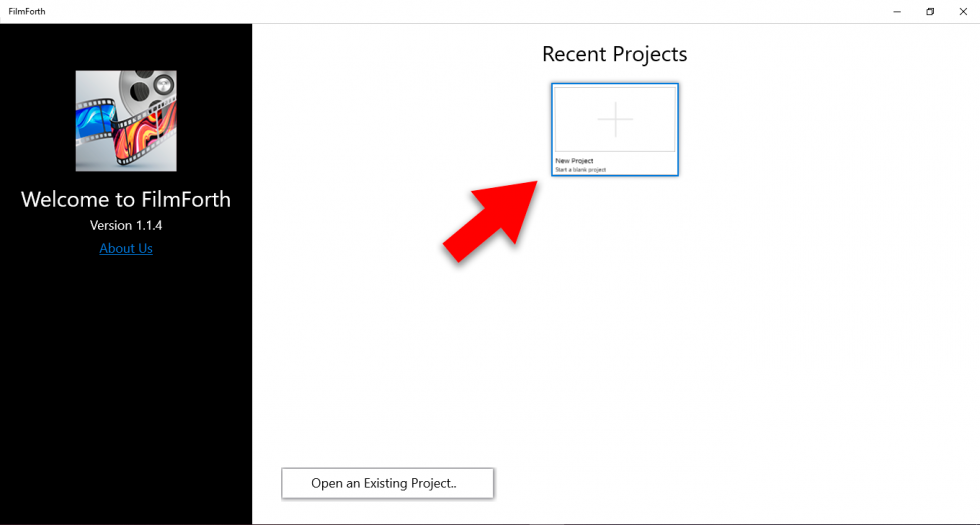 FilmForth
Recent Projects
New Project
Start a blank project
Welcome to FilmForth
Version 1.1.4
About Us
Open an Existing Project..